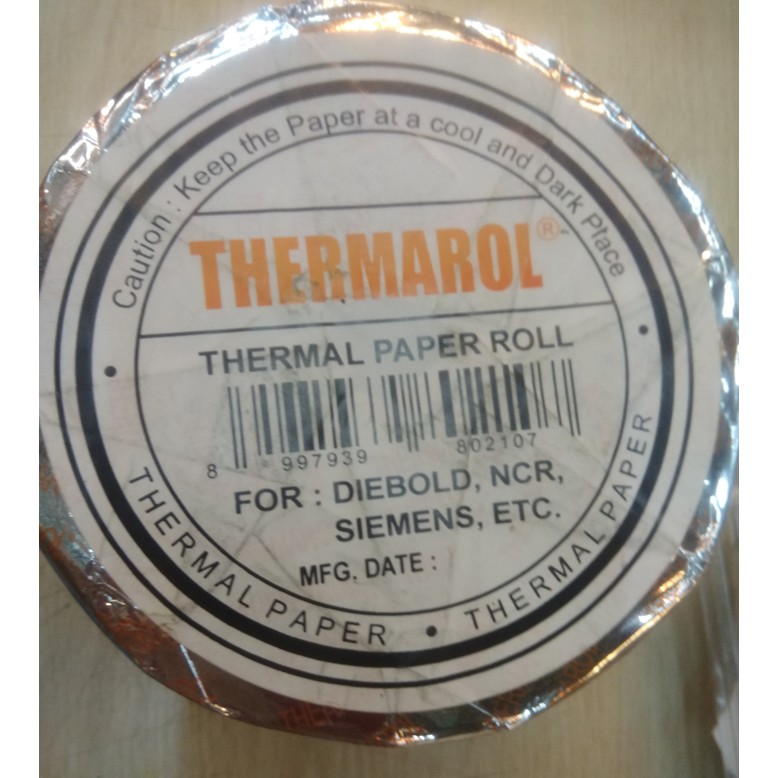 Caution : Keep the Paper at a cool and Dark Place
THERMAROL®
THERMAL PAPER ROLL
8 997939 802107
FOR : DIEBOLD, NCR,
SIEMENS, ETC.
MFG. DATE :
THERMAL PAPER • THERMAL PAPER